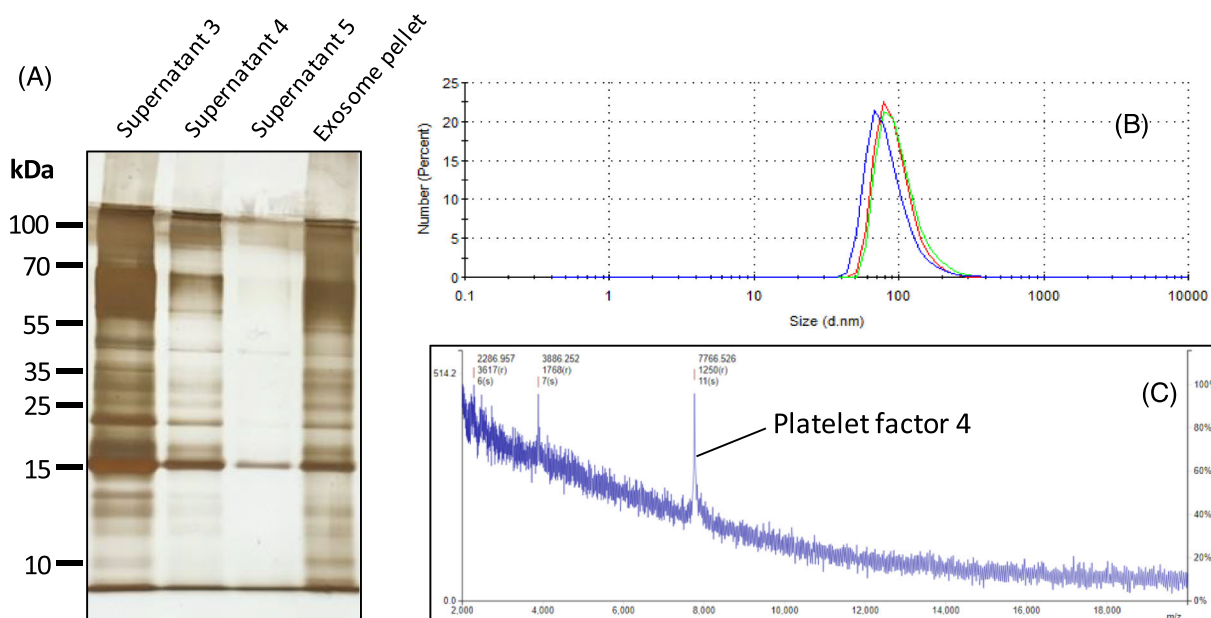 (A)
Supernatant 3
Supernatant 4
Supernatant 5
Exosome pellet
kDa
100
70
55
35
25
15
10
(B)
25
20
15
10
5
0
Number (Percent)
0.1 1 10 100 1000 10000
Size (d.nm)
(C)
2286.957
3617(r)
6(s)
3886.252
1768(r)
7(s)
7766.526
1250(r)
11(s)
514.2
0.0
Platelet factor 4
100%
80%
60%
40%
20%
0%
2,000 4,000 6,000 8,000 10,000 12,000 14,000 16,000 18,000
m/z